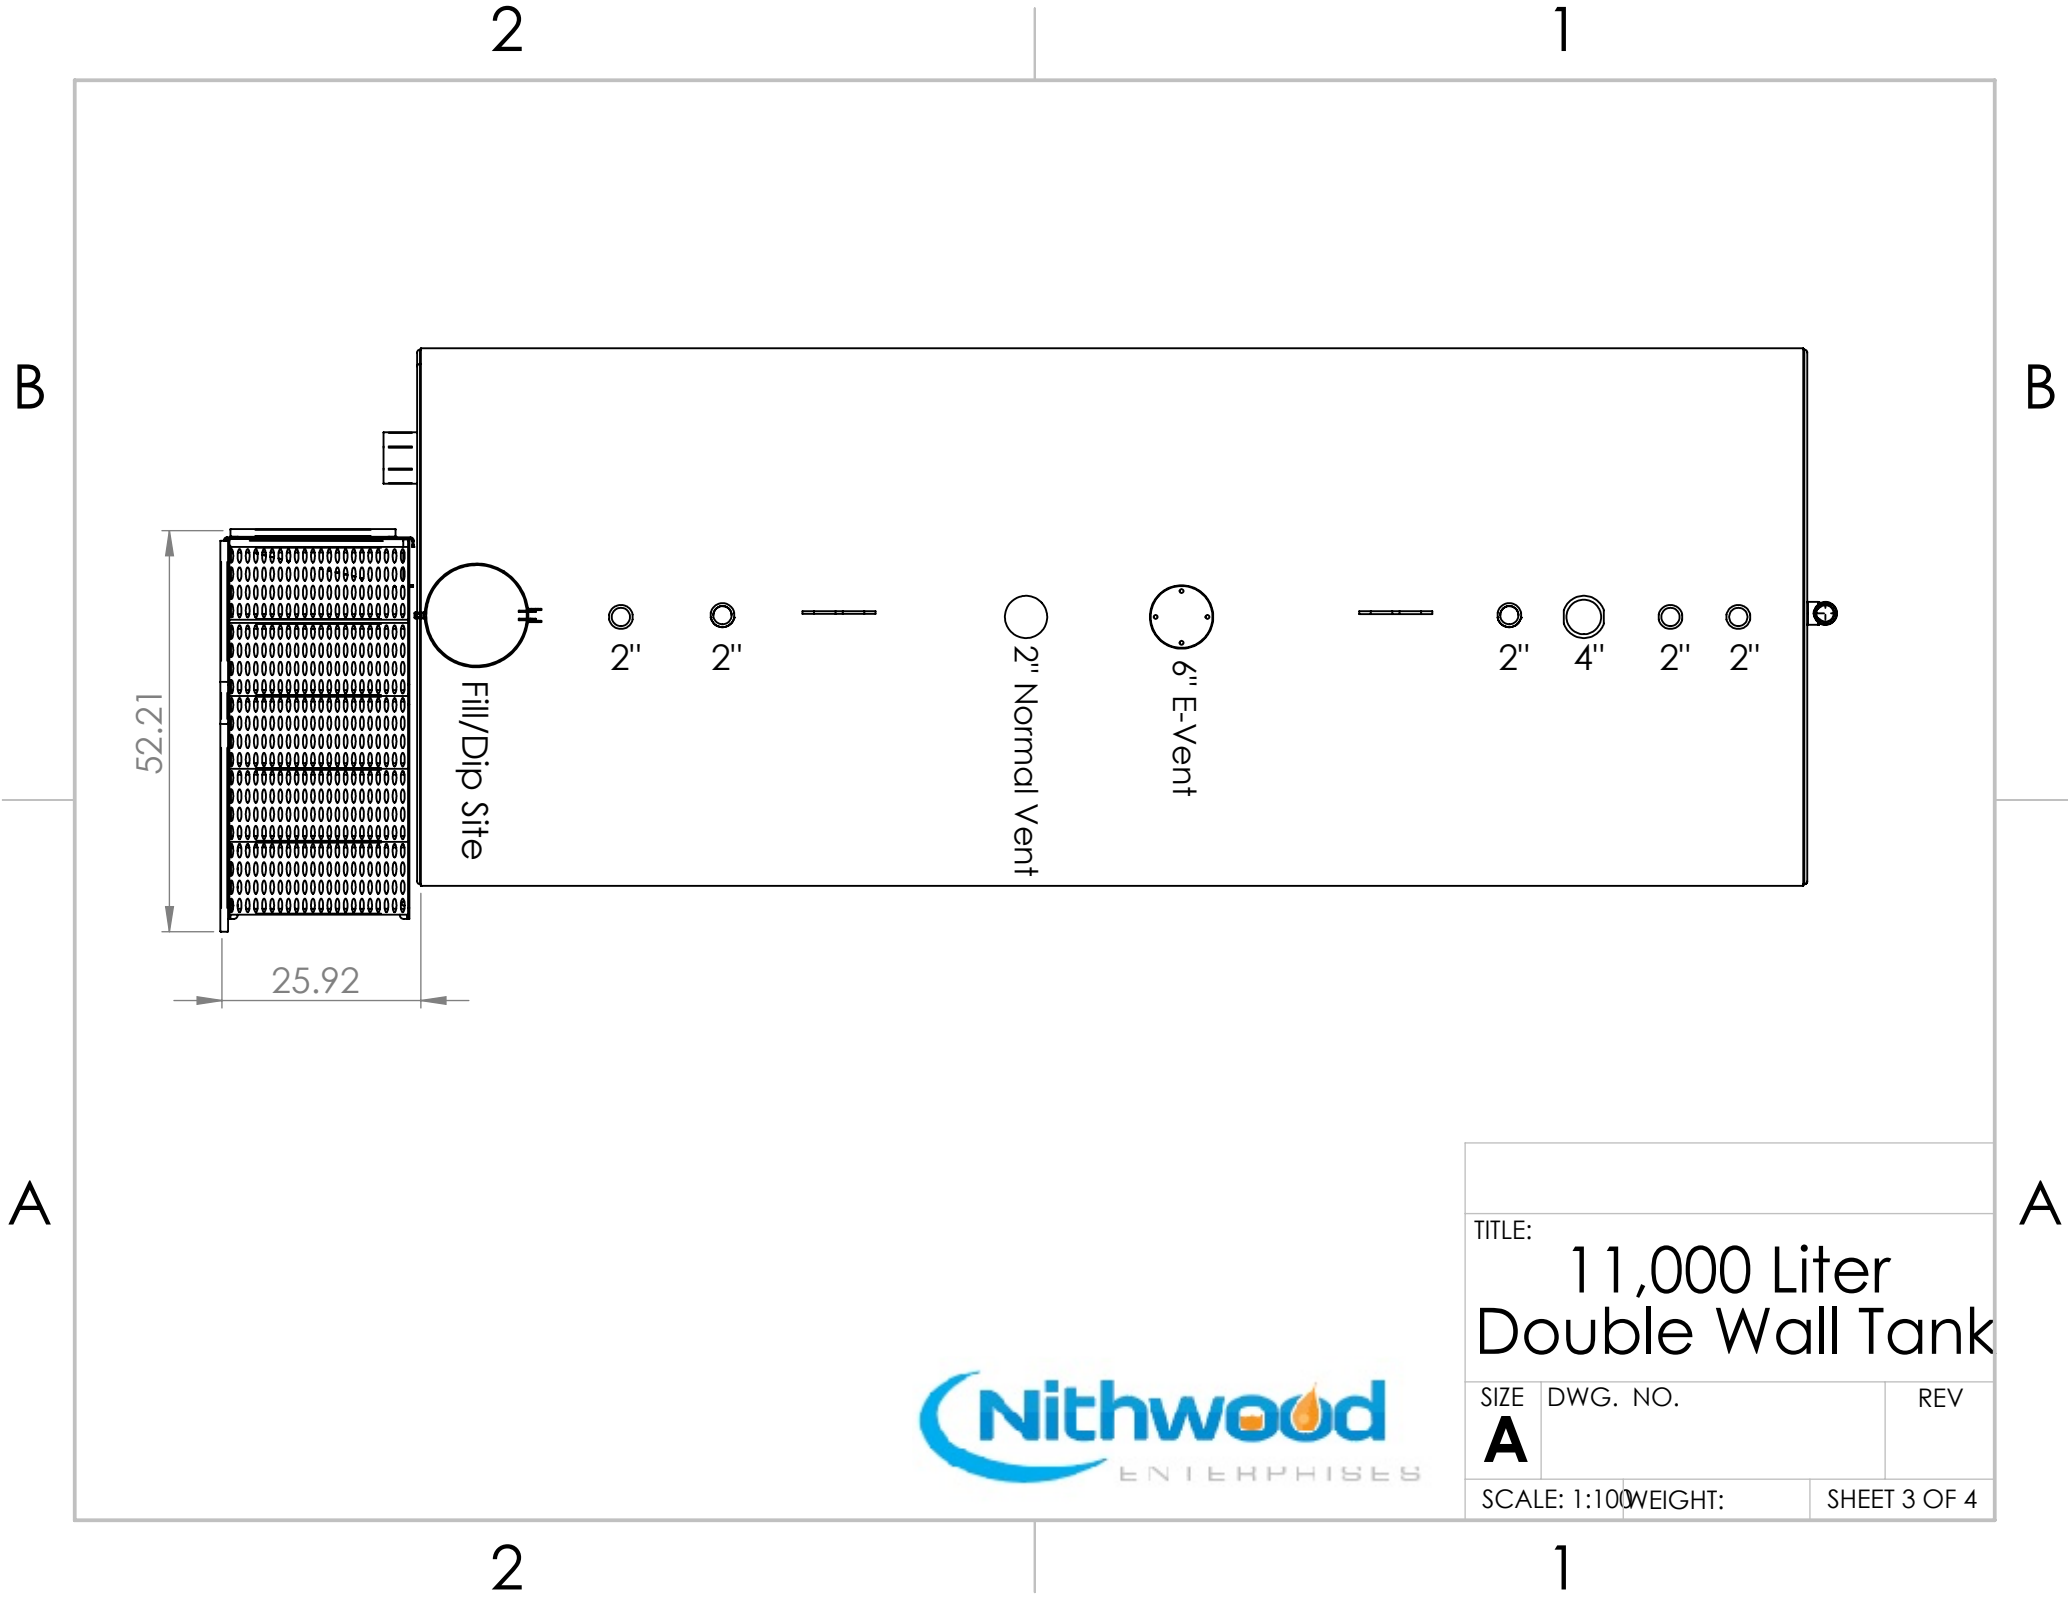 2
1
B
B
52.21
25.92
2"
2"
2"
4"
2"
2"
Fill/Dip Site
2" Normal Vent
6" E-Vent
A
A
TITLE:
11,000 Liter
Double Wall Tank
SIZE
DWG. NO.
REV
A
SCALE: 1:100
WEIGHT:
SHEET 3 OF 4
Nithwood
ENTERPRISES
2
1